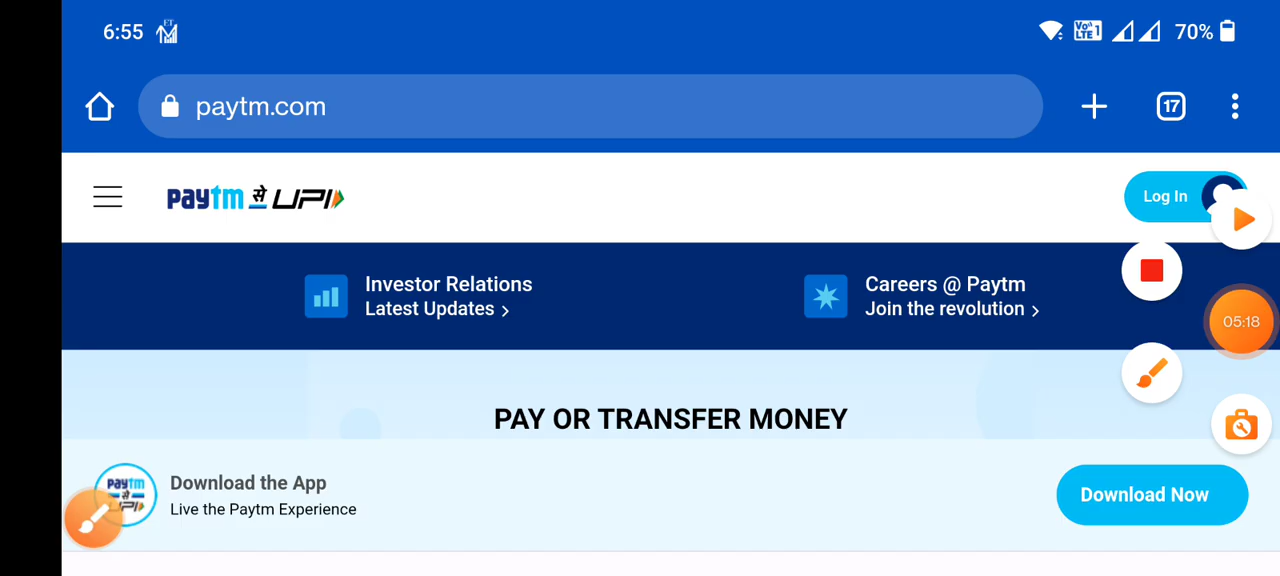 6:55 ET 70%
paytm.com 17
paytm से UPI Log In
Investor Relations
Latest Updates
Careers @ Paytm
Join the revolution
05:18
PAY OR TRANSFER MONEY
Download the App
Live the Paytm Experience
Download Now